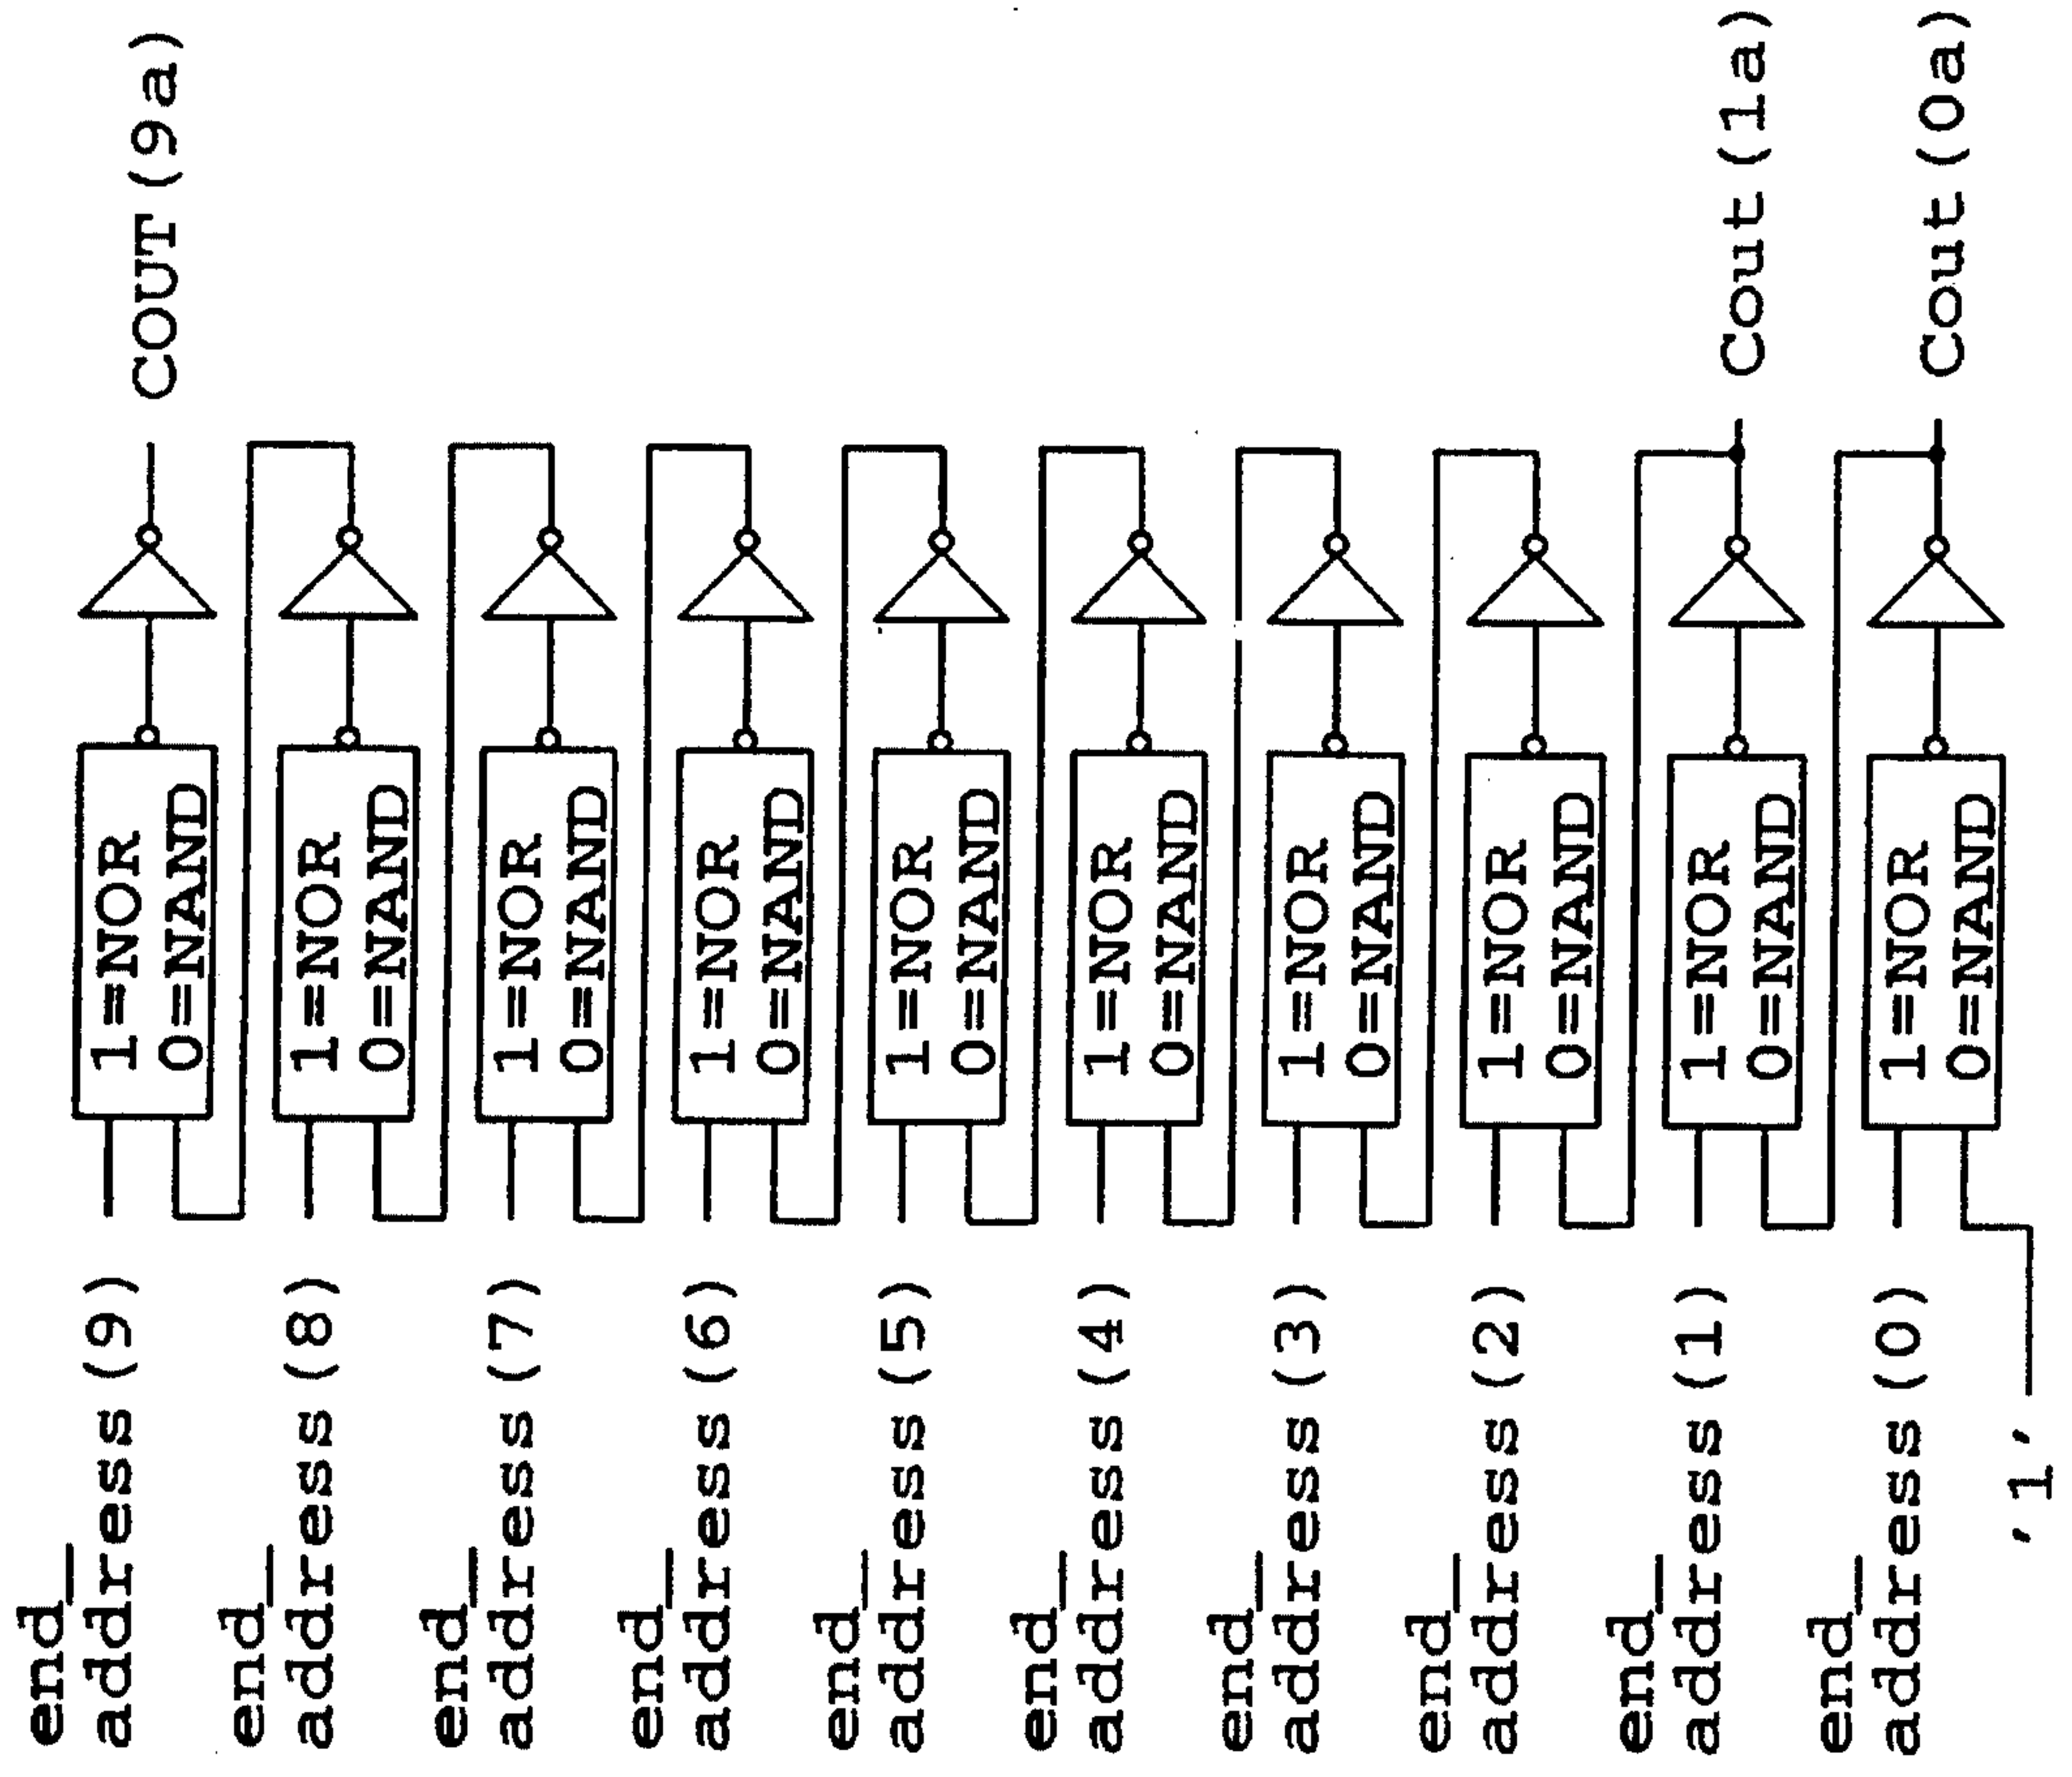 end_
address (9)
1=NOR
0=NAND
COUT (9a)
end_
address (8)
1=NOR
0=NAND
end_
address (7)
1=NOR
0=NAND
end_
address (6)
1=NOR
0=NAND
end_
address (5)
1=NOR
0=NAND
end_
address (4)
1=NOR
0=NAND
end_
address (3)
1=NOR
0=NAND
end_
address (2)
1=NOR
0=NAND
end_
address (1)
1=NOR
0=NAND
Cout (1a)
end_
address (0)
1=NOR
0=NAND
Cout (0a)
'1'